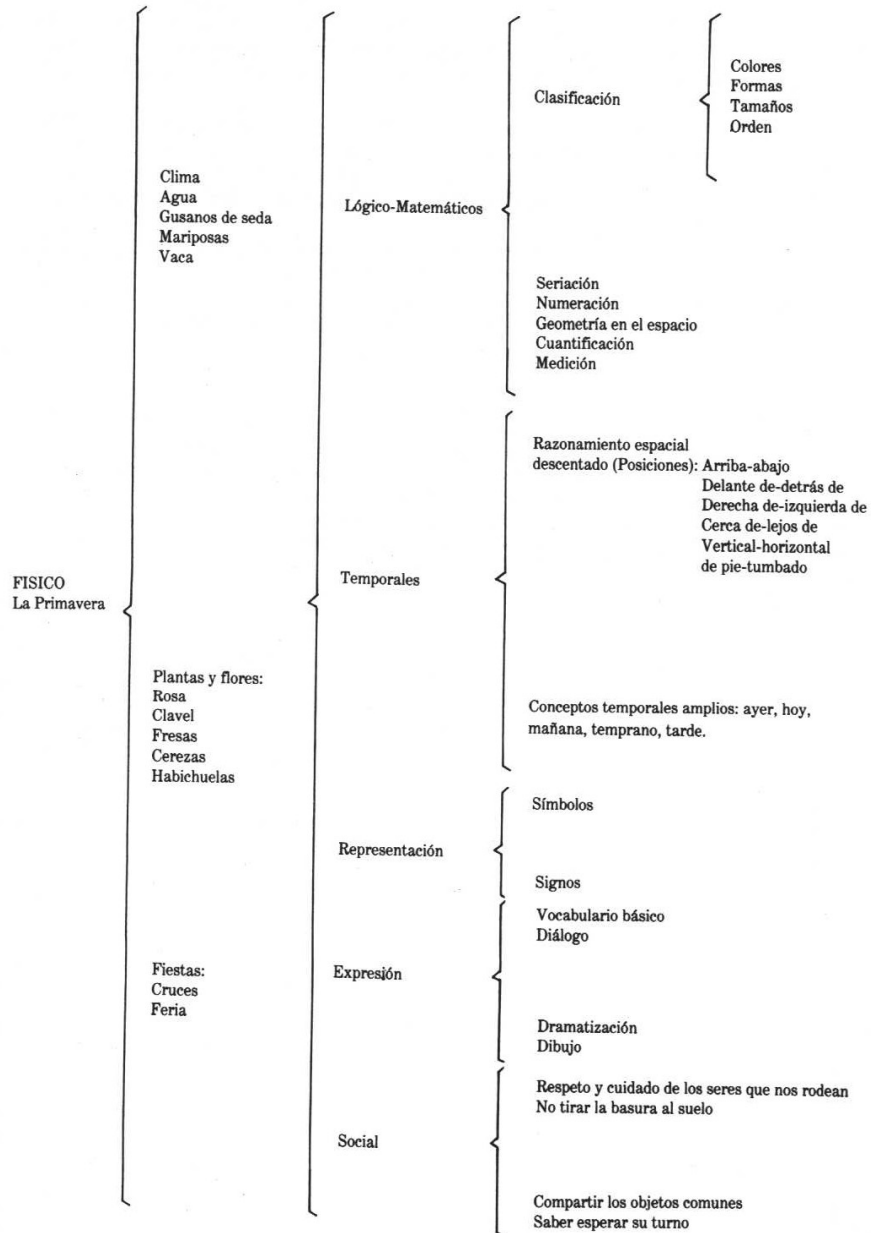 FISICO
La Primavera
Clima
Agua
Gusanos de seda
Mariposas
Vaca
Plantas y flores:
Rosa
Clavel
Fresas
Cerezas
Habichuelas
Fiestas:
Cruces
Feria
Lógico-Matemáticos
Clasificación
Colores
Formas
Tamaños
Orden
Seriación
Numeración
Geometría en el espacio
Cuantificación
Medición
Temporales
Razonamiento espacial
descentado (Posiciones): Arriba-abajo
Delante de-detrás de
Derecha de-izquierda de
Cerca de-lejos de
Vertical-horizontal
de pie-tumbado
Conceptos temporales amplios: ayer, hoy,
mañana, temprano, tarde.
Representación
Símbolos
Signos
Expresión
Vocabulario básico
Diálogo
Dramatización
Dibujo
Social
Respeto y cuidado de los seres que nos rodean
No tirar la basura al suelo
Compartir los objetos comunes
Saber esperar su turno